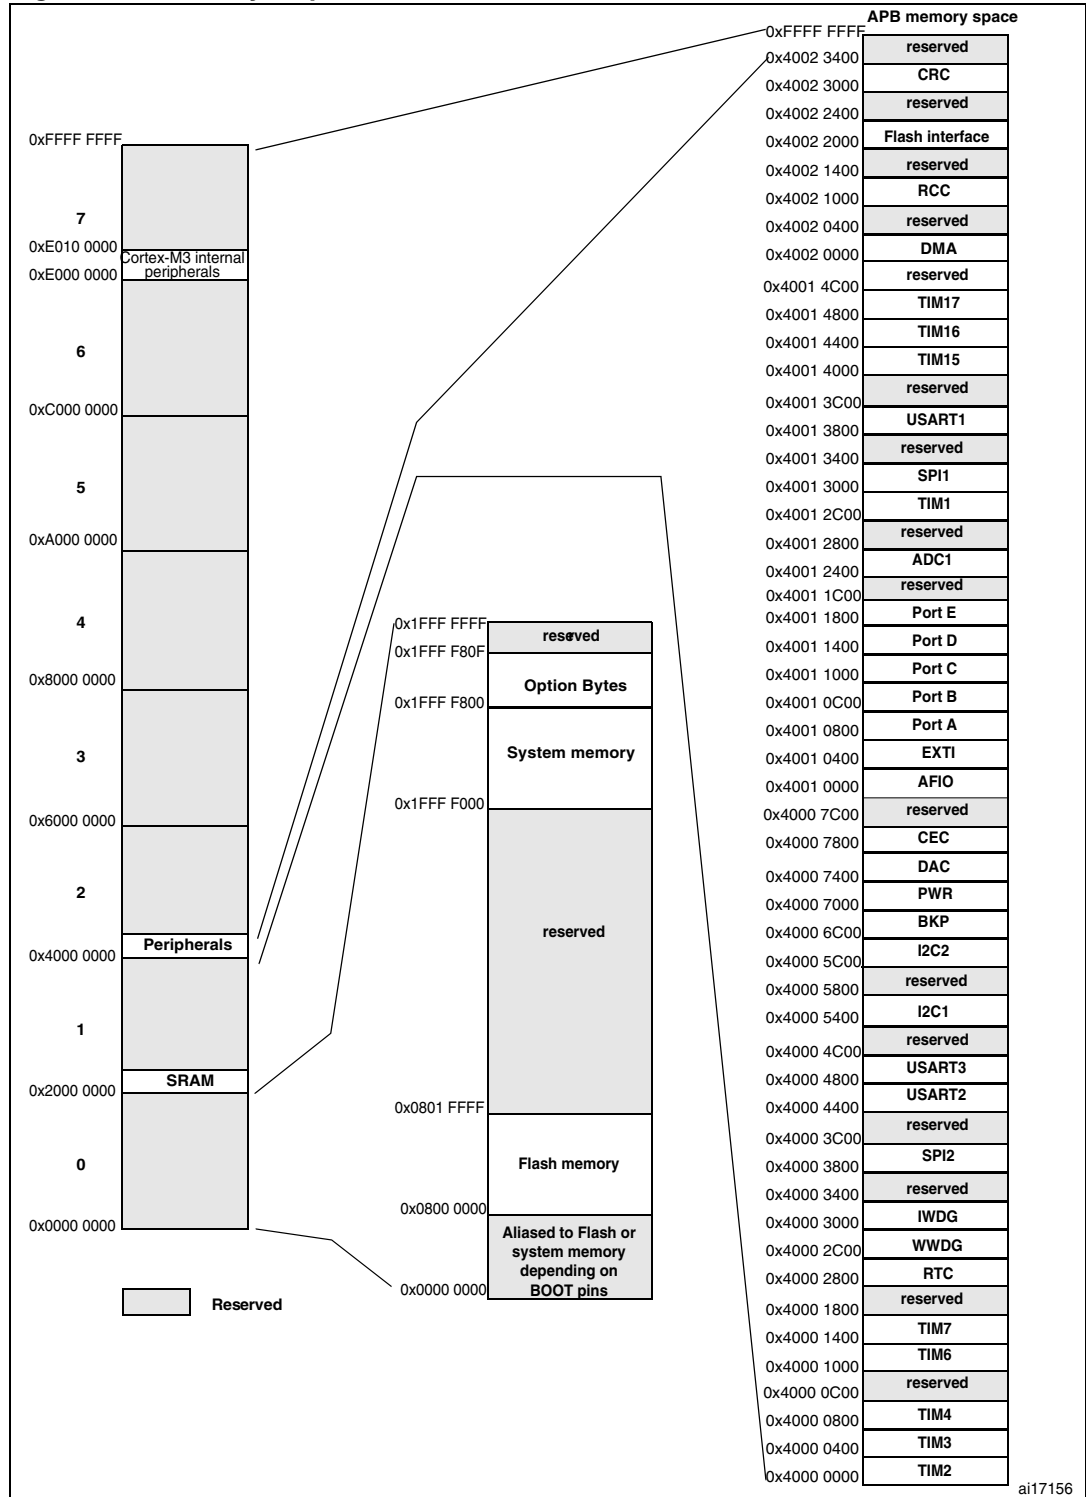 APB memory space
0xFFFF FFFF
reserved
0x4002 3400
CRC
0x4002 3000
reserved
0x4002 2400
Flash interface
0x4002 2000
reserved
0x4002 1400
RCC
0x4002 1000
reserved
0x4002 0400
DMA
0x4002 0000
reserved
0x4001 4C00
TIM17
0x4001 4800
TIM16
0x4001 4400
TIM15
0x4001 4000
reserved
0x4001 3C00
USART1
0x4001 3800
reserved
0x4001 3400
SPI1
0x4001 3000
TIM1
0x4001 2C00
reserved
0x4001 2800
ADC1
0x4001 2400
reserved
0x4001 1C00
Port E
0x4001 1800
Port D
0x4001 1400
Port C
0x4001 1000
Port B
0x4001 0C00
Port A
0x4001 0800
EXTI
0x4001 0400
AFIO
0x4001 0000
reserved
0x4000 7C00
CEC
0x4000 7800
DAC
0x4000 7400
PWR
0x4000 7000
BKP
0x4000 6C00
I2C2
0x4000 5C00
reserved
0x4000 5800
I2C1
0x4000 5400
reserved
0x4000 4C00
USART3
0x4000 4800
USART2
0x4000 4400
reserved
0x4000 3C00
SPI2
0x4000 3800
reserved
0x4000 3400
IWDG
0x4000 3000
WWDG
0x4000 2C00
RTC
0x4000 2800
reserved
0x4000 1800
TIM7
0x4000 1400
TIM6
0x4000 1000
reserved
0x4000 0C00
TIM4
0x4000 0800
TIM3
0x4000 0400
TIM2
0x4000 0000
0xFFFF FFFF
7
0xE010 0000
Cortex-M3 internal
peripherals
0xE000 0000
6
0xC000 0000
5
0xA000 0000
4
0x8000 0000
3
0x6000 0000
2
Peripherals
0x4000 0000
1
SRAM
0x2000 0000
0
0x0000 0000
Reserved
0x1FFF FFFF
reserved
0x1FFF F80F
Option Bytes
0x1FFF F800
System memory
0x1FFF F000
reserved
0x0801 FFFF
Flash memory
0x0800 0000
Aliased to Flash or
system memory
depending on
BOOT pins
0x0000 0000
ai17156